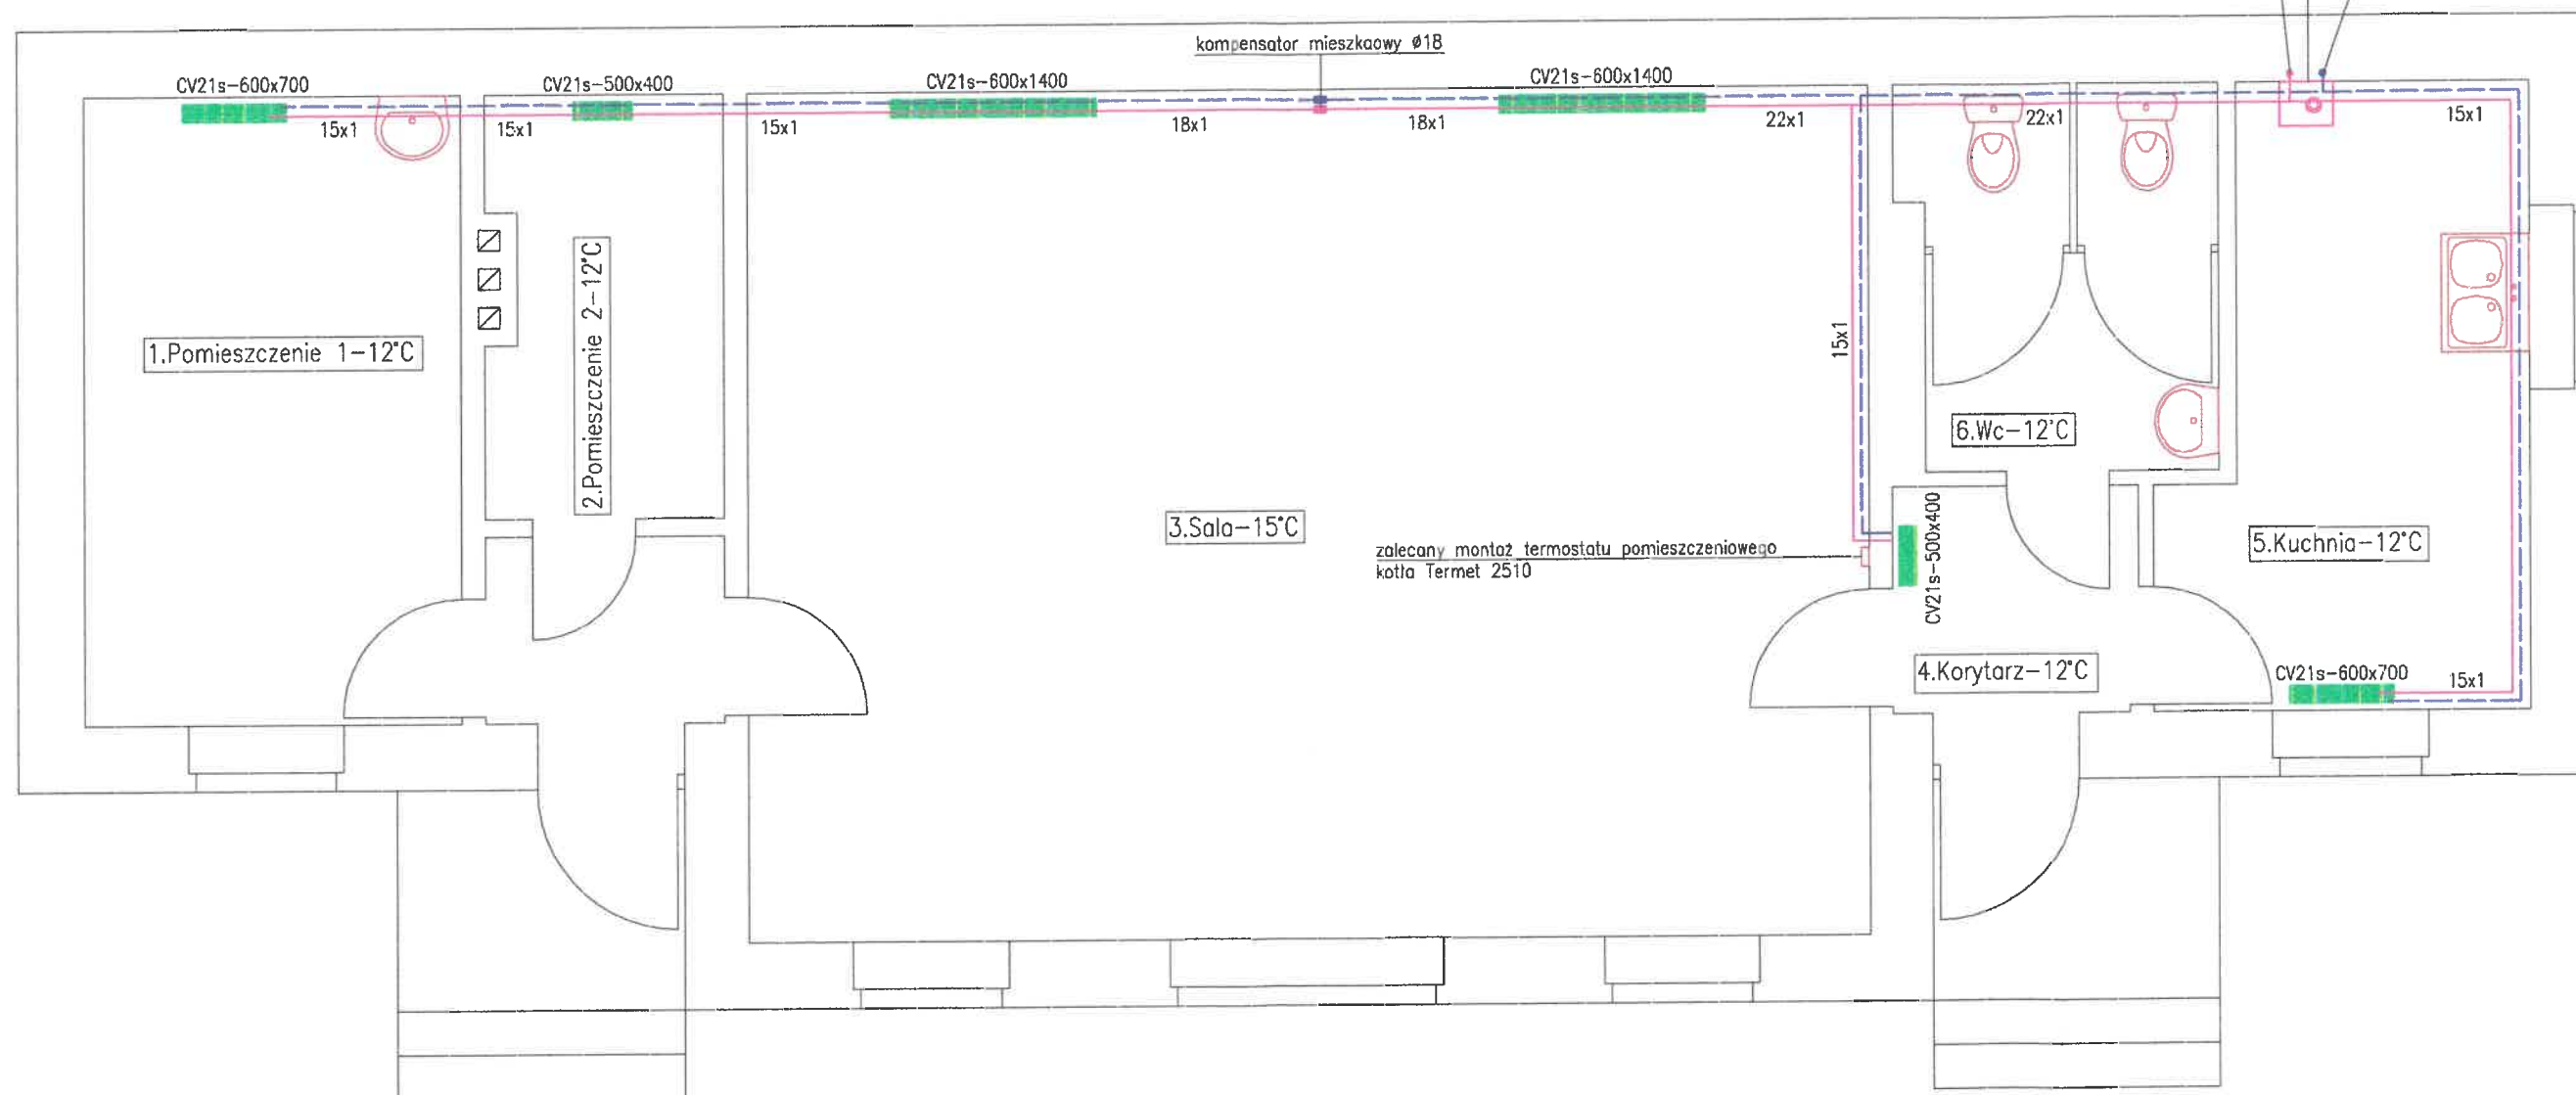 kompensator mieszkaowy Ø18
CV21s-600x700
CV21s-500x400
CV21s-600x1400
CV21s-600x1400
15x1
15x1
15x1
18x1
18x1
22x1
22x1
15x1
1.Pomieszczenie 1-12°C
2.Pomieszczenie 2-12°C
15x1
6.Wc-12°C
3.Sala-15°C
zalecany montaż termostatu pomieszczeniowego
kotła Termet 2510
CV21s-500x400
5.Kuchnia-12°C
4.Korytarz-12°C
CV21s-600x700
15x1